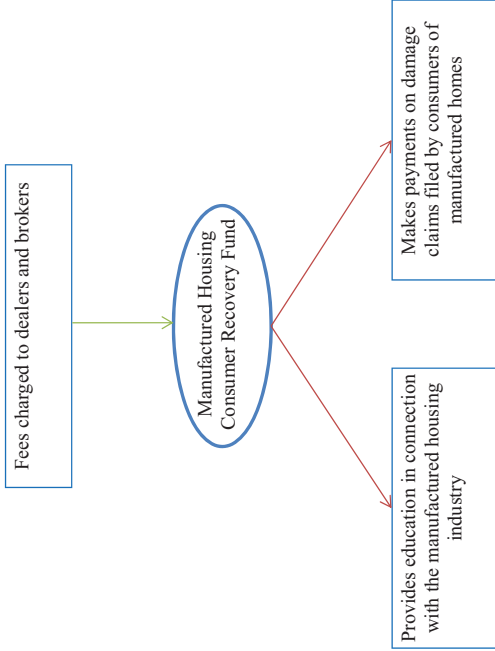 Fees charged to dealers and brokers
Manufactured Housing
Consumer Recovery Fund
Provides education in connection
with the manufactured housing
industry
Makes payments on damage
claims filed by consumers of
manufactured homes